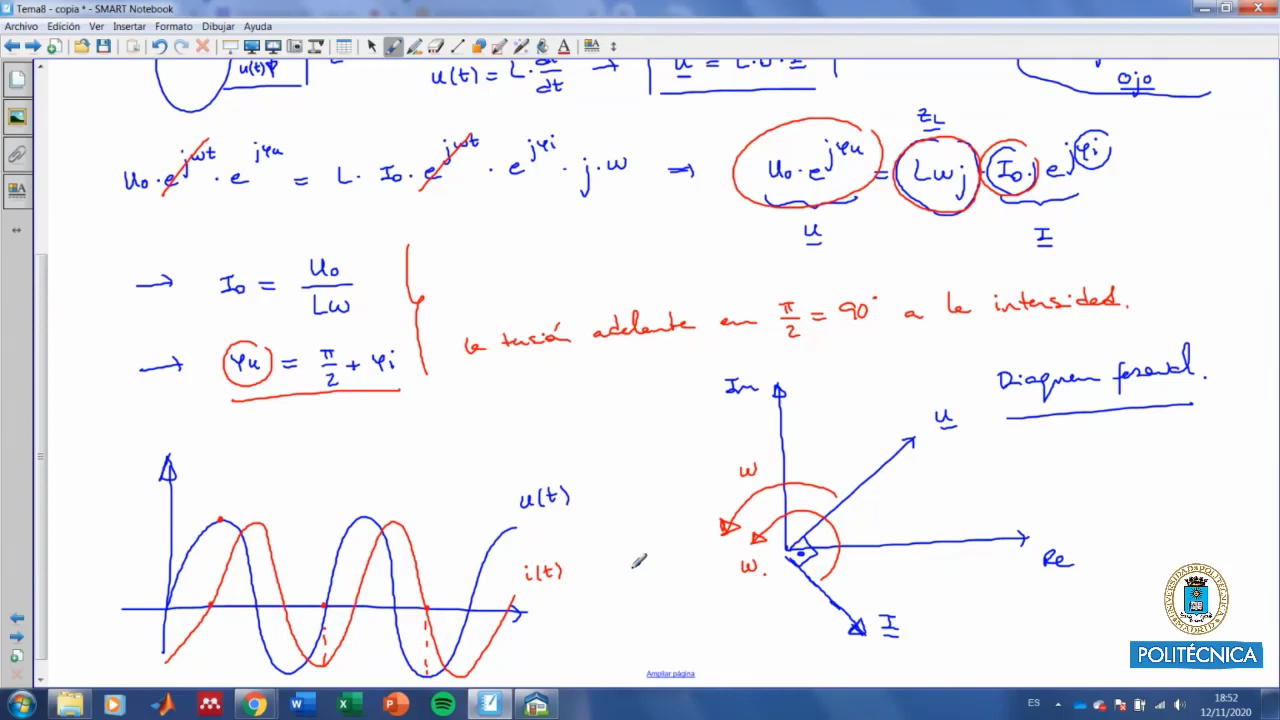 Tema8 - copia * - SMART Notebook
Archivo Edición Ver Insertar Formato Dibujar Ayuda
u(t) = L · di/dt → u = L·ω·I
u(t)
Ojo
Z_L
U₀ · e^{jωt} · e^{jφu} = L · I₀ · e^{jωt} · e^{jφi} · j · ω ⇒ U₀ · e^{jφu} = Lωj · I₀ · e^{jφi}
u I
→ I₀ = U₀ / Lω
→ φu = π/2 + φi
la tensión adelante en π/2 = 90° a la intensidad.
Diagrama fasorial.
Im
u
ω
u(t)
i(t)
ω.
Re
I
Ampliar página
POLITÉCNICA
ES
18:52
12/11/2020